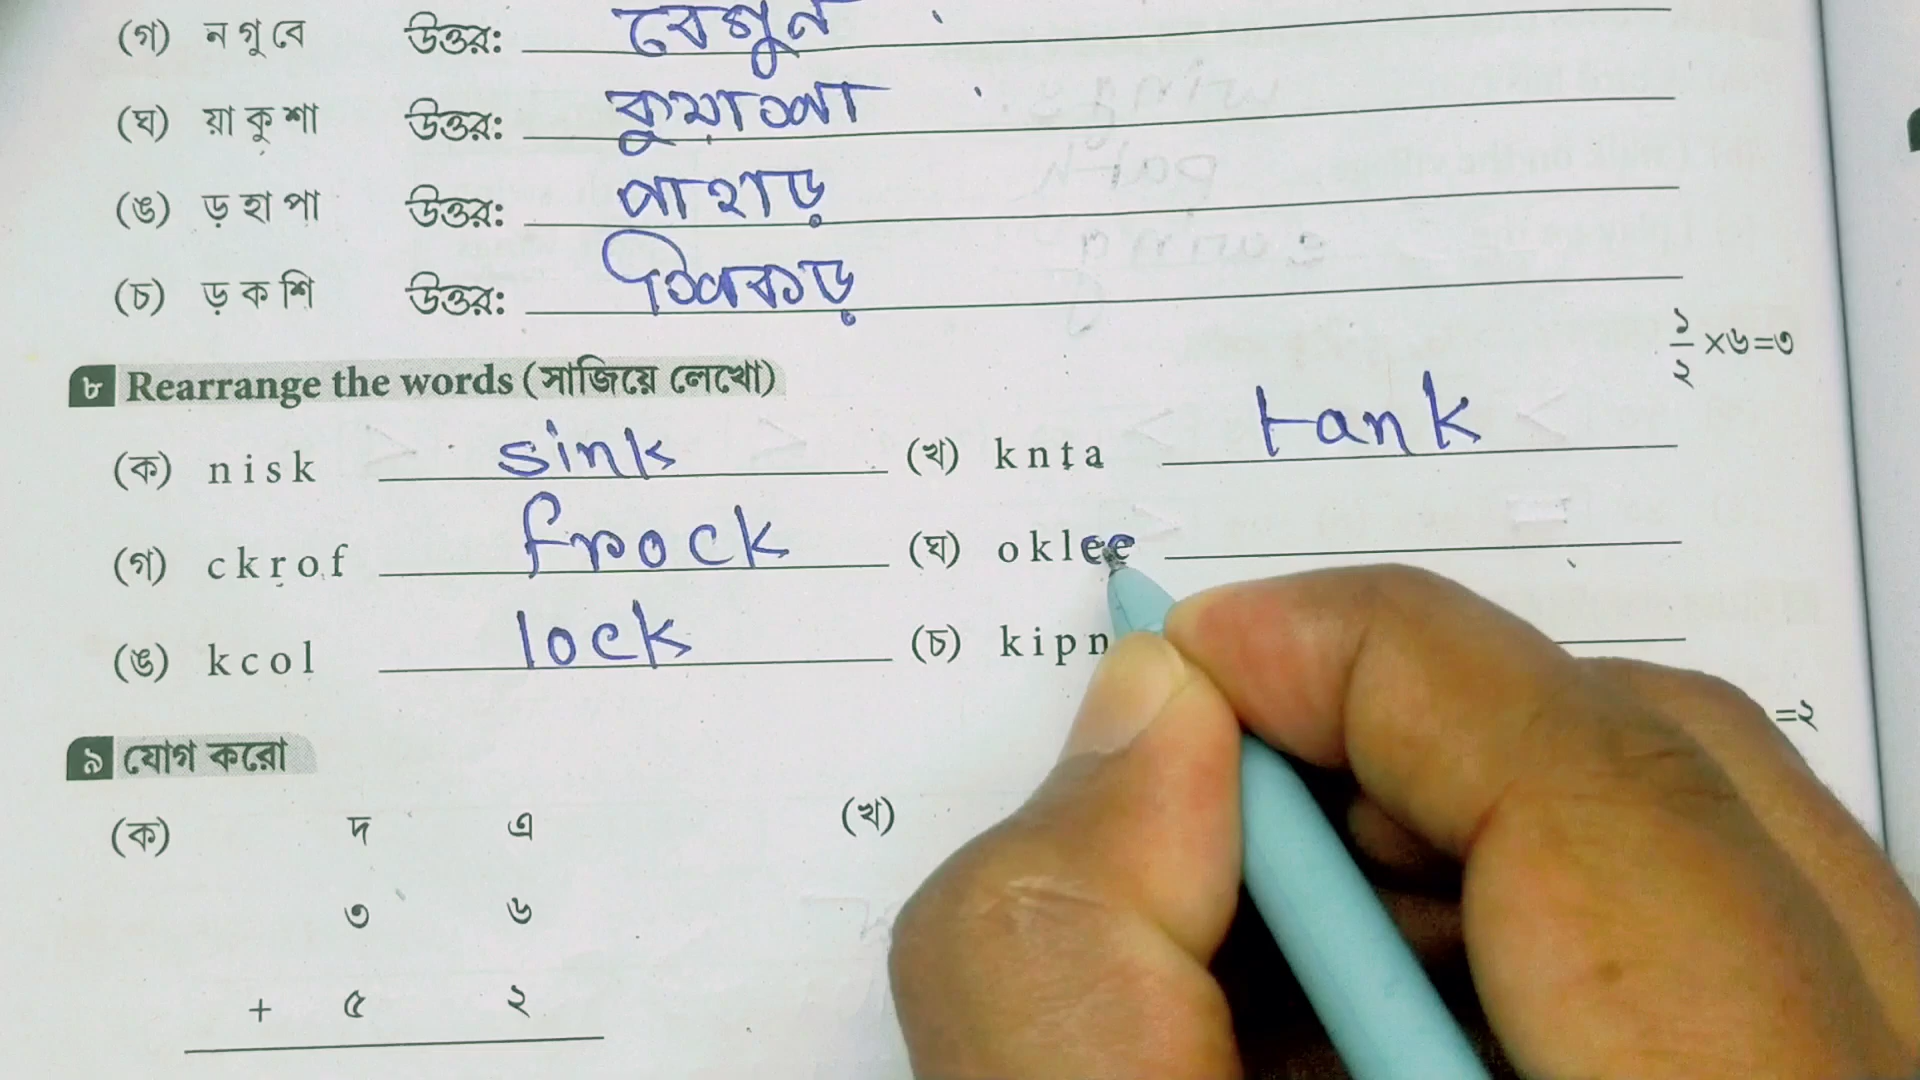 (গ) ন গু বে উত্তর: বেগুন
(ঘ) য়া কু শা উত্তর: কুয়াশা
(ঙ) ড় হা পা উত্তর: পাহাড়
(চ) ড় ক শি উত্তর: শিকড়
৮ Rearrange the words (সাজিয়ে লেখো) ১/২ ×৬=৩
(ক) n i s k sink (খ) k n t a tank
(গ) c k r o f frock (ঘ) o k l e e
(ঙ) k c o l lock (চ) k i p n
৯ যোগ করো =২
(ক) দ এ (খ)
৩ ৬
+ ৫ ২